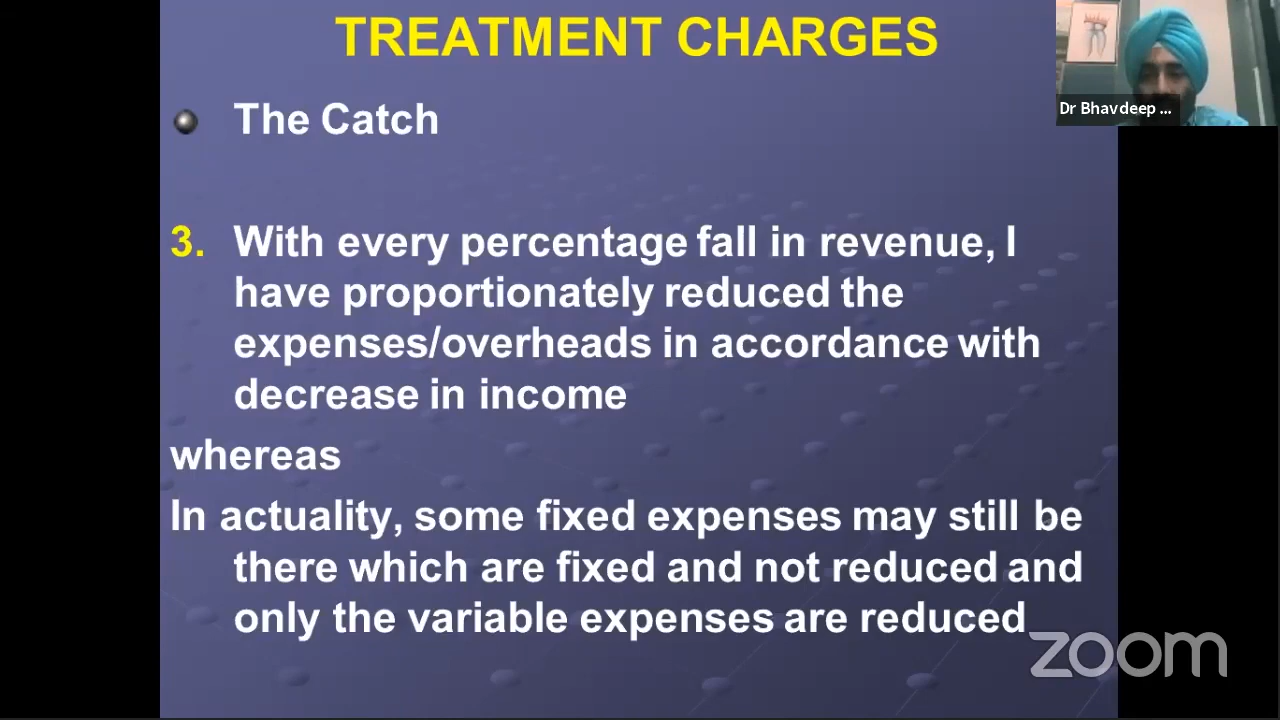 TREATMENT CHARGES
Dr Bhavdeep ...
The Catch
3. With every percentage fall in revenue, I
have proportionately reduced the
expenses/overheads in accordance with
decrease in income
whereas
In actuality, some fixed expenses may still be
there which are fixed and not reduced and
only the variable expenses are reduced
zoom